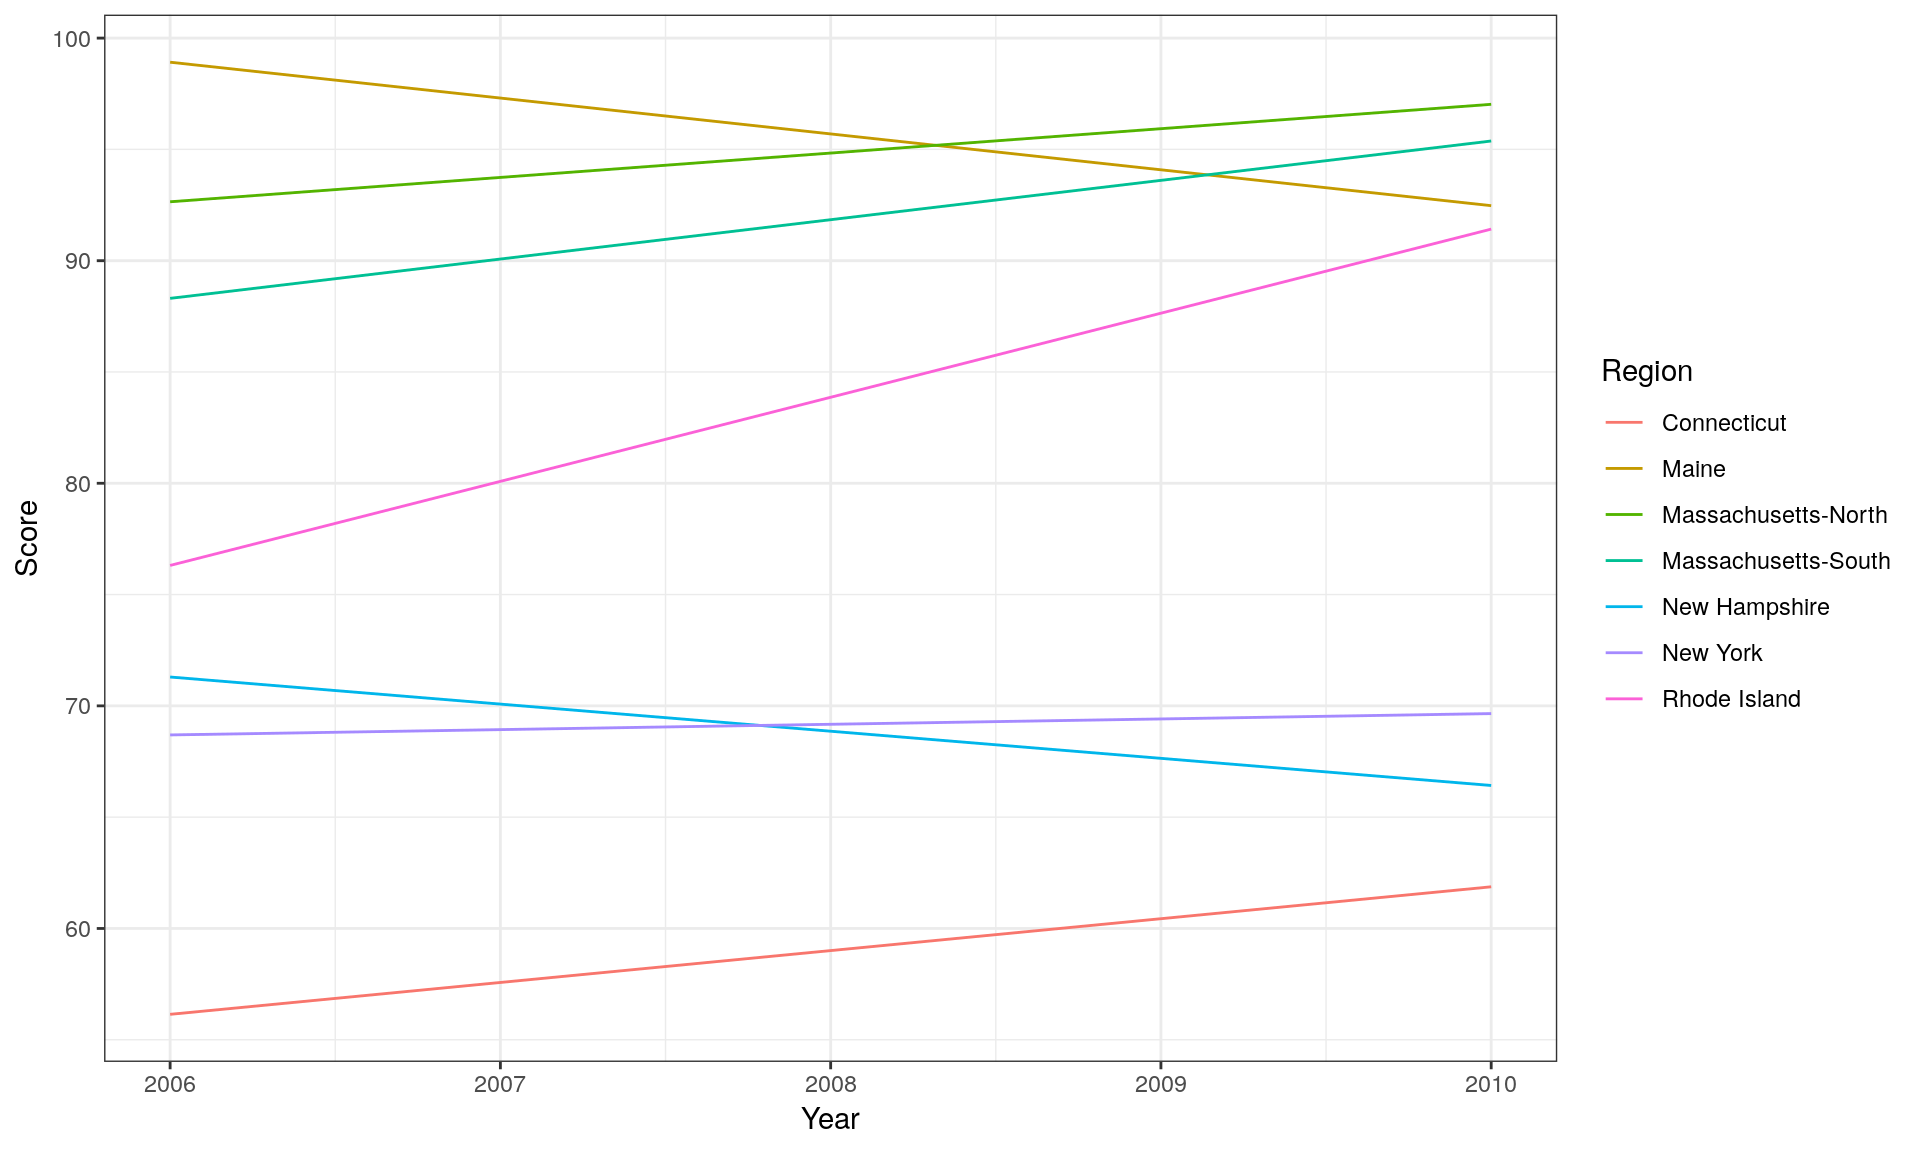 100
90
80
70
60
Score
2006 2007 2008 2009 2010
Year
Region
Connecticut
Maine
Massachusetts-North
Massachusetts-South
New Hampshire
New York
Rhode Island